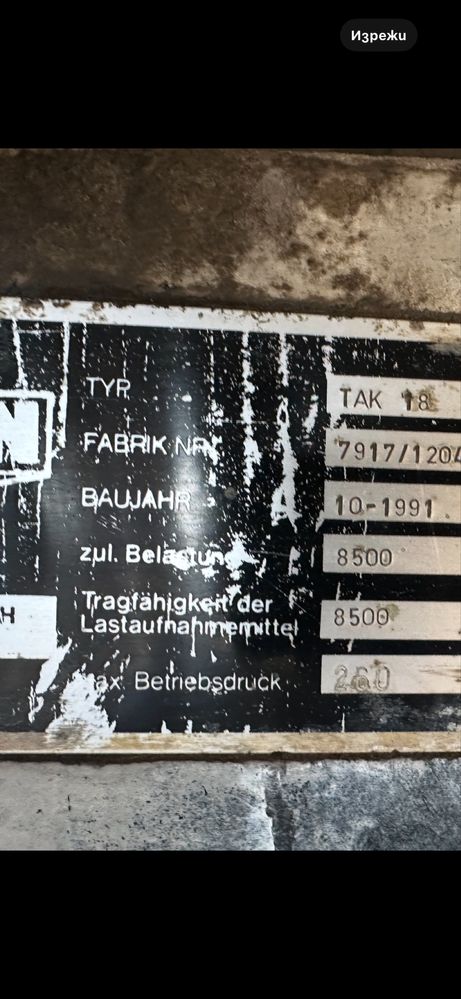 Изрежи
TYP TAK 18
N
FABRIK NR. 7917/1204
BAUJAHR 10-1991
zul. Belastung 8500
H
Tragfähigkeit der
Lastaufnahmemittel 8500
max. Betriebsdruck 260